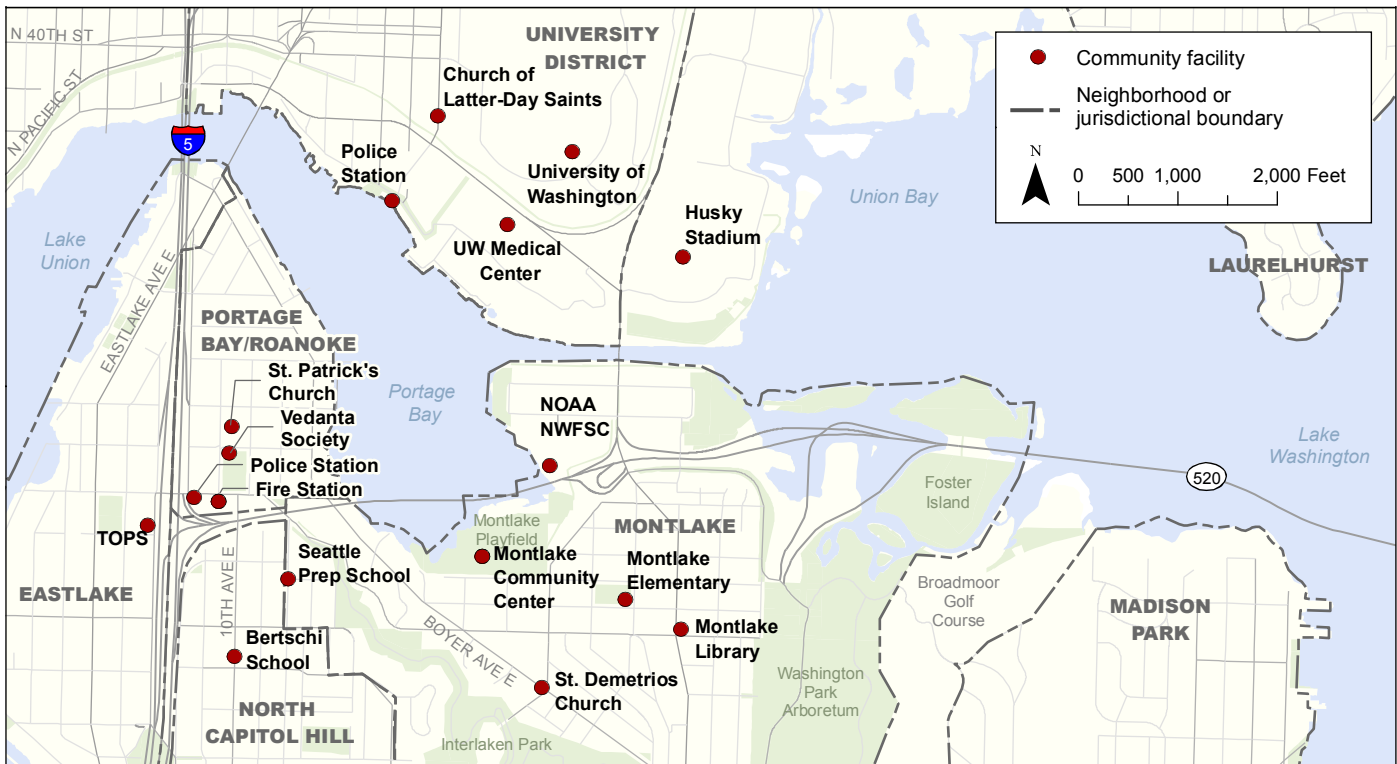 N 40TH ST
UNIVERSITY
DISTRICT
Community facility
Neighborhood or
jurisdictional boundary
N
0 500 1,000 2,000 Feet
Church of
Latter-Day Saints
N PACIFIC ST
5
Police
Station
University of
Washington
Union Bay
Husky
Stadium
Lake
Union
UW Medical
Center
LAURELHURST
EASTLAKE AVE E
PORTAGE
BAY/ROANOKE
St. Patrick's
Church
Vedanta
Society
Police Station
Fire Station
Portage
Bay
NOAA
NWFSC
Lake
Washington
520
Foster
Island
TOPS
Montlake
Playfield
MONTLAKE
Seattle
Prep School
Montlake
Community
Center
Montlake
Elementary
EASTLAKE
10TH AVE E
Broadmoor
Golf
Course
MADISON
PARK
Bertschi
School
BOYER AVE E
Montlake
Library
St. Demetrios
Church
Washington
Park
Arboretum
NORTH
CAPITOL HILL
Interlaken Park